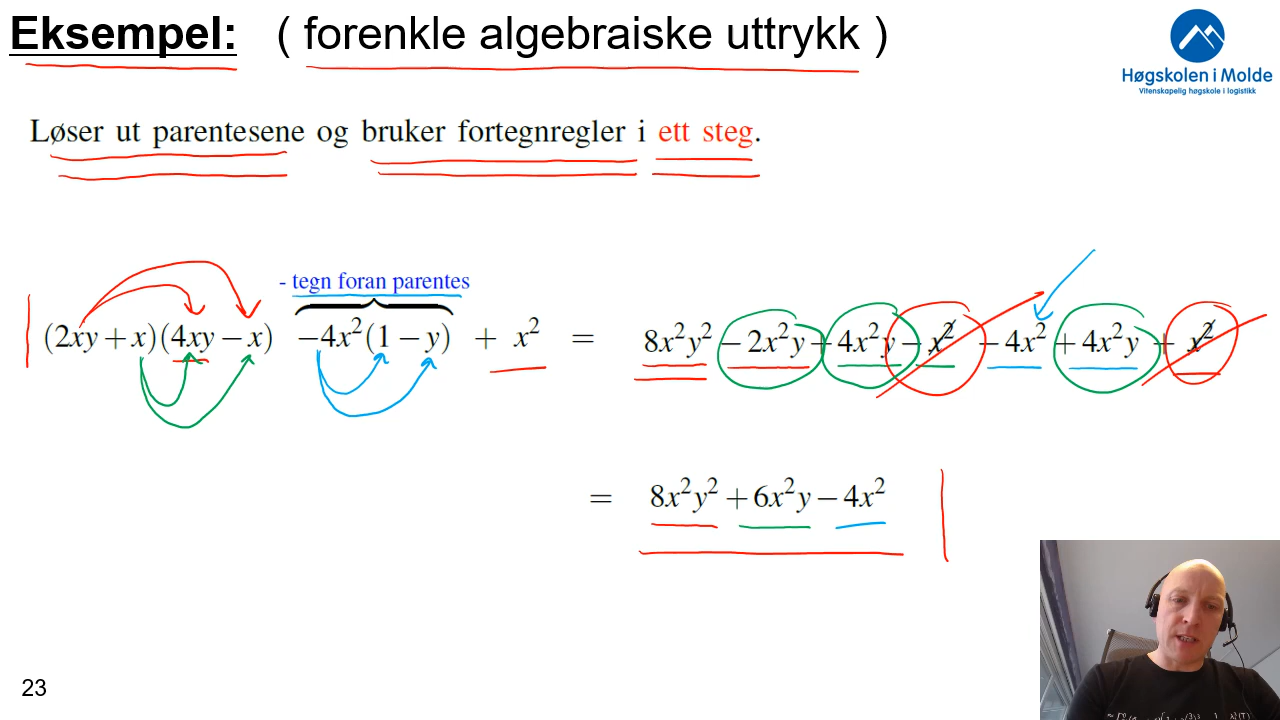 Eksempel: ( forenkle algebraiske uttrykk )
Høgskolen i Molde
Vitenskapelig høgskole i logistikk
Løser ut parentesene og bruker fortegnregler i ett steg.
- tegn foran parentes
(2xy + x)(4xy − x) −4x²(1 − y) + x² = 8x²y² − 2x²y + 4x²y − x² − 4x² + 4x²y + x²
= 8x²y² + 6x²y − 4x²
23